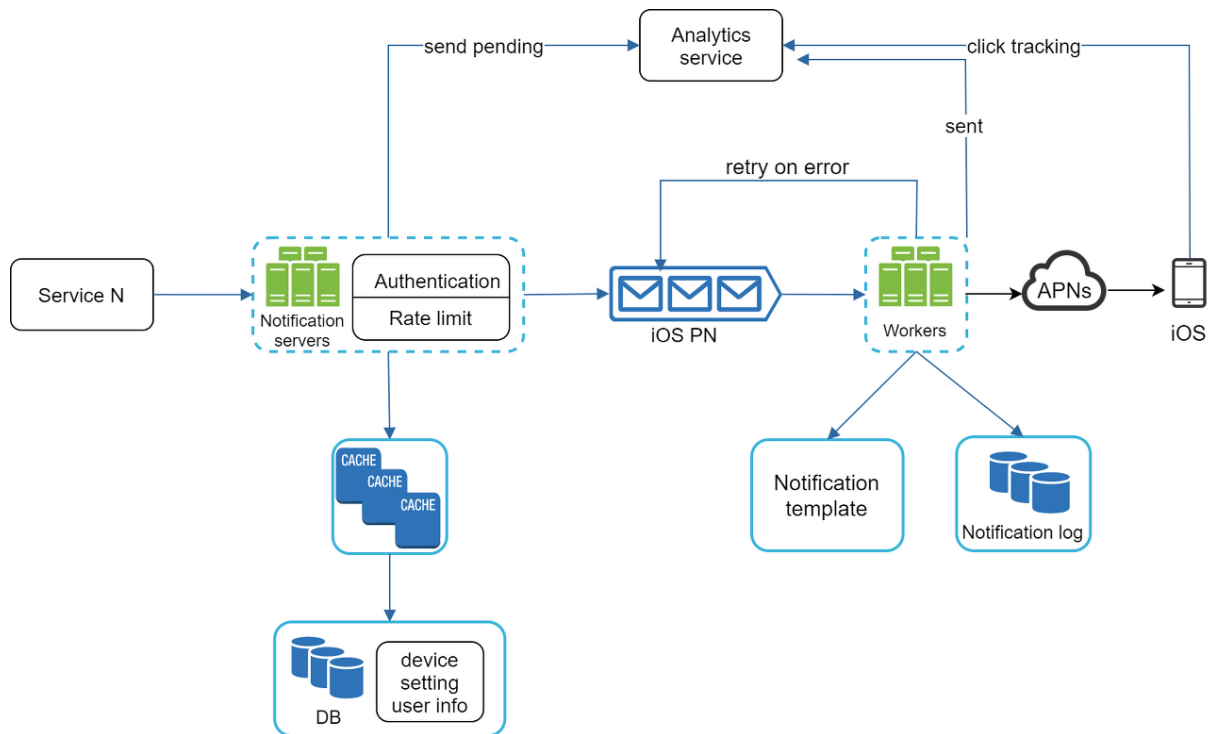 Analytics
service
send pending
click tracking
sent
retry on error
Service N
Notification
servers
Authentication
Rate limit
iOS PN
Workers
APNs
iOS
CACHE
CACHE
CACHE
Notification
template
Notification log
DB
device
setting
user info